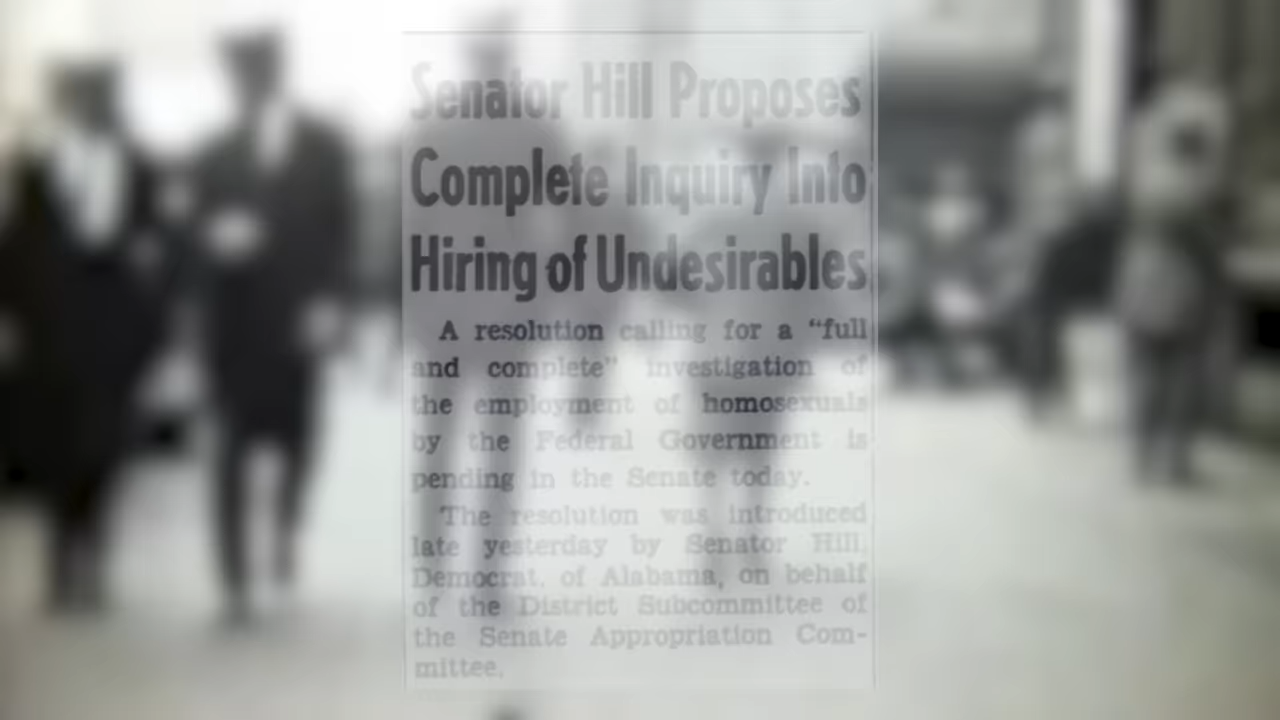 Senator Hill Proposes
Complete Inquiry Into
Hiring of Undesirables
A resolution calling for a “full
and complete” investigation of
the employment of homosexuals
by the Federal Government is
pending in the Senate today.
The resolution was introduced
late yesterday by Senator Hill,
Democrat, of Alabama, on behalf
of the District Subcommittee of
the Senate Appropriation Com-
mittee.